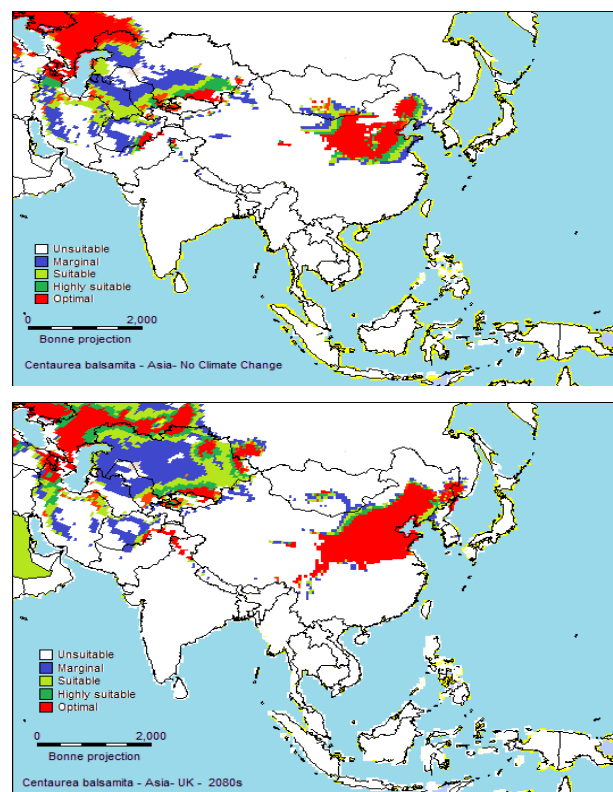 Unsuitable
Marginal
Suitable
Highly suitable
Optimal
0 2,000
Bonne projection
Centaurea balsamita - Asia- No Climate Change
Unsuitable
Marginal
Suitable
Highly suitable
Optimal
0 2,000
Bonne projection
Centaurea balsamita - Asia- UK - 2080s